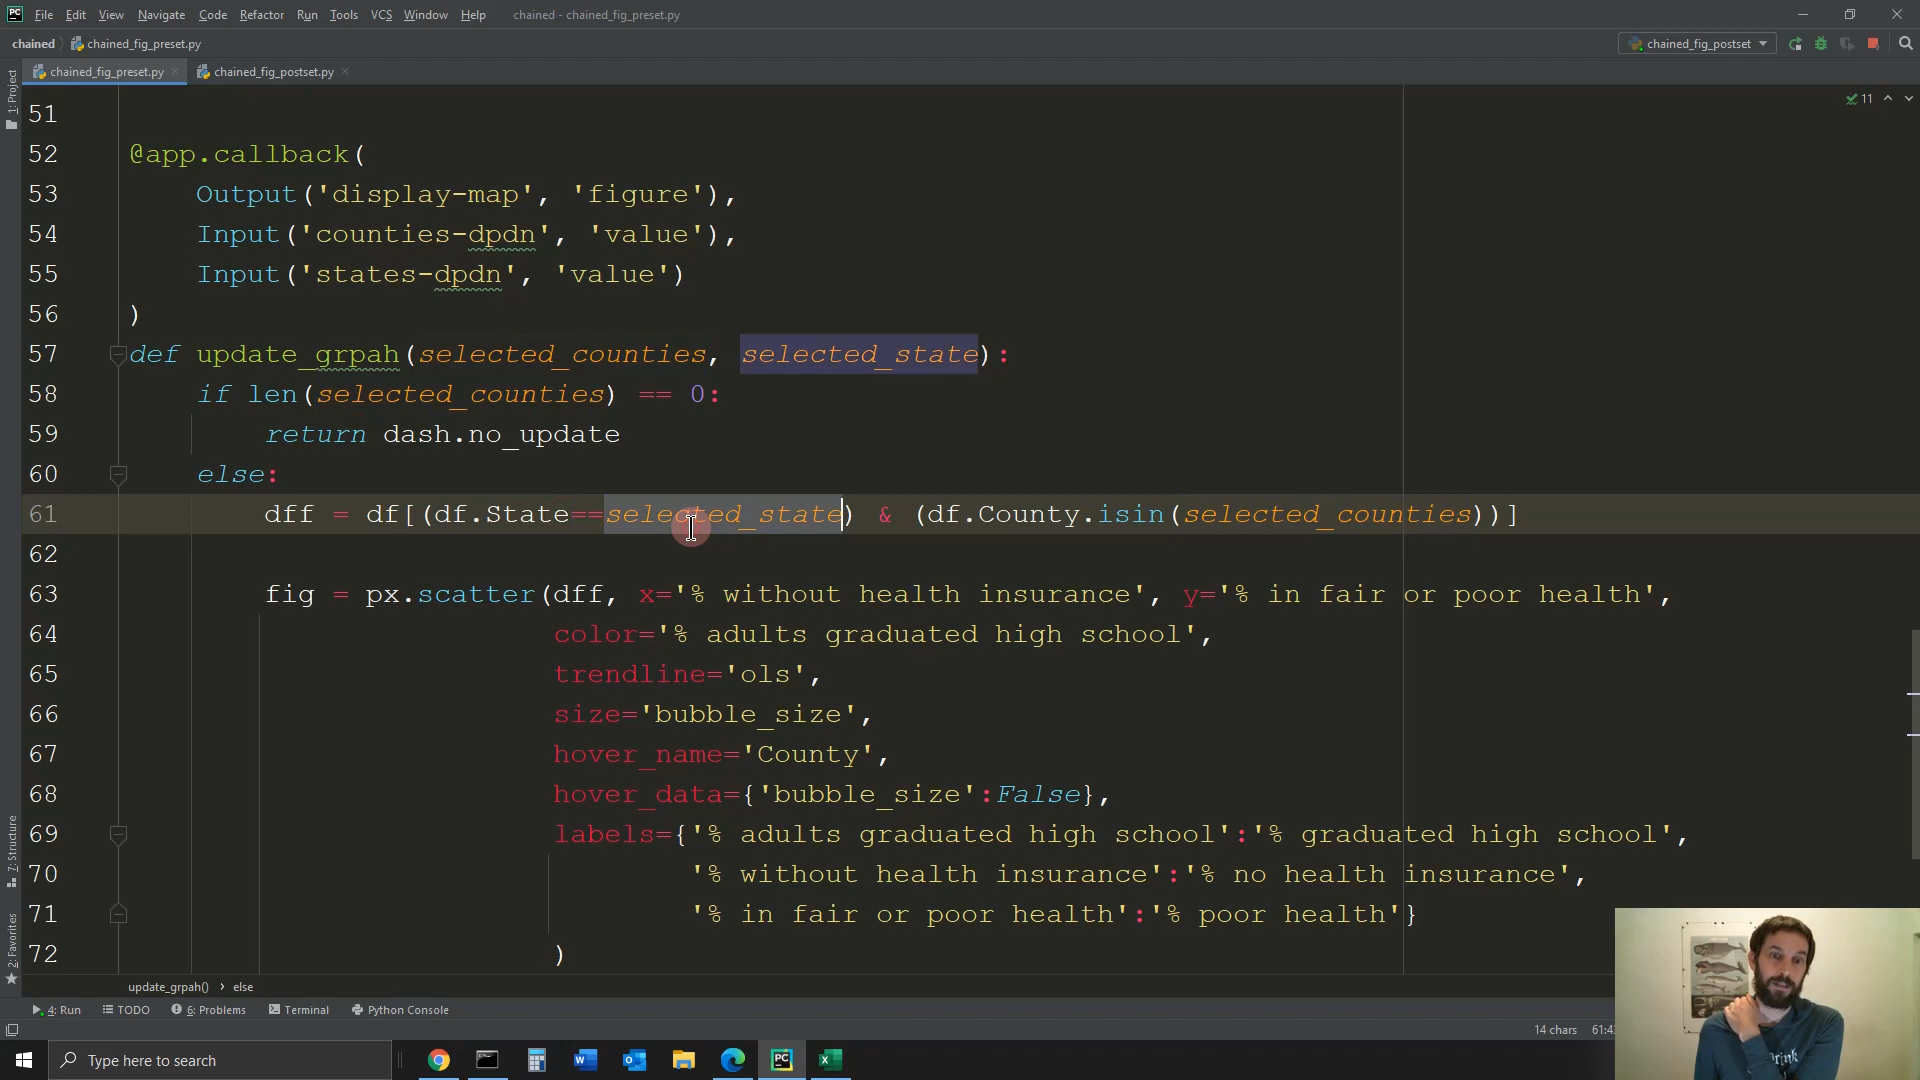 File Edit View Navigate Code Refactor Run Tools VCS Window Help chained - chained_fig_preset.py
chained chained_fig_preset.py chained_fig_postset
chained_fig_preset.py chained_fig_postset.py
1: Project
11
51
52 @app.callback(
53 Output('display-map', 'figure'),
54 Input('counties-dpdn', 'value'),
55 Input('states-dpdn', 'value')
56 )
57 def update_grpah(selected_counties, selected_state):
58 if len(selected_counties) == 0:
59 return dash.no_update
60 else:
61 dff = df[(df.State==selected_state) & (df.County.isin(selected_counties))]
62
63 fig = px.scatter(dff, x='% without health insurance', y='% in fair or poor health',
64 color='% adults graduated high school',
65 trendline='ols',
66 size='bubble_size',
67 hover_name='County',
68 hover_data={'bubble_size':False},
69 labels={'% adults graduated high school':'% graduated high school',
70 '% without health insurance':'% no health insurance',
71 '% in fair or poor health':'% poor health'}
72 )
7: Structure
2: Favorites
update_grpah() › else
4: Run TODO 6: Problems Terminal Python Console
14 chars
Type here to search